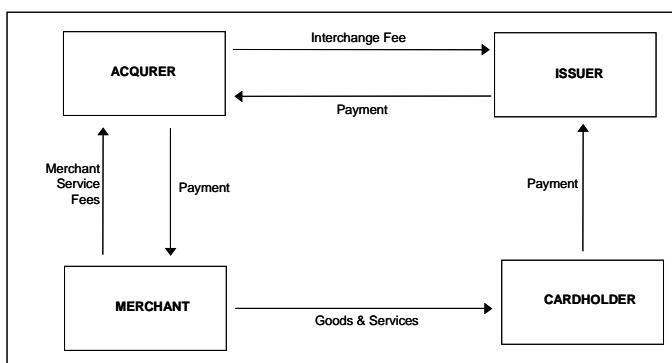 Interchange Fee
ACQURER
ISSUER
Payment
Merchant
Service
Fees
Payment
Payment
MERCHANT
CARDHOLDER
Goods & Services